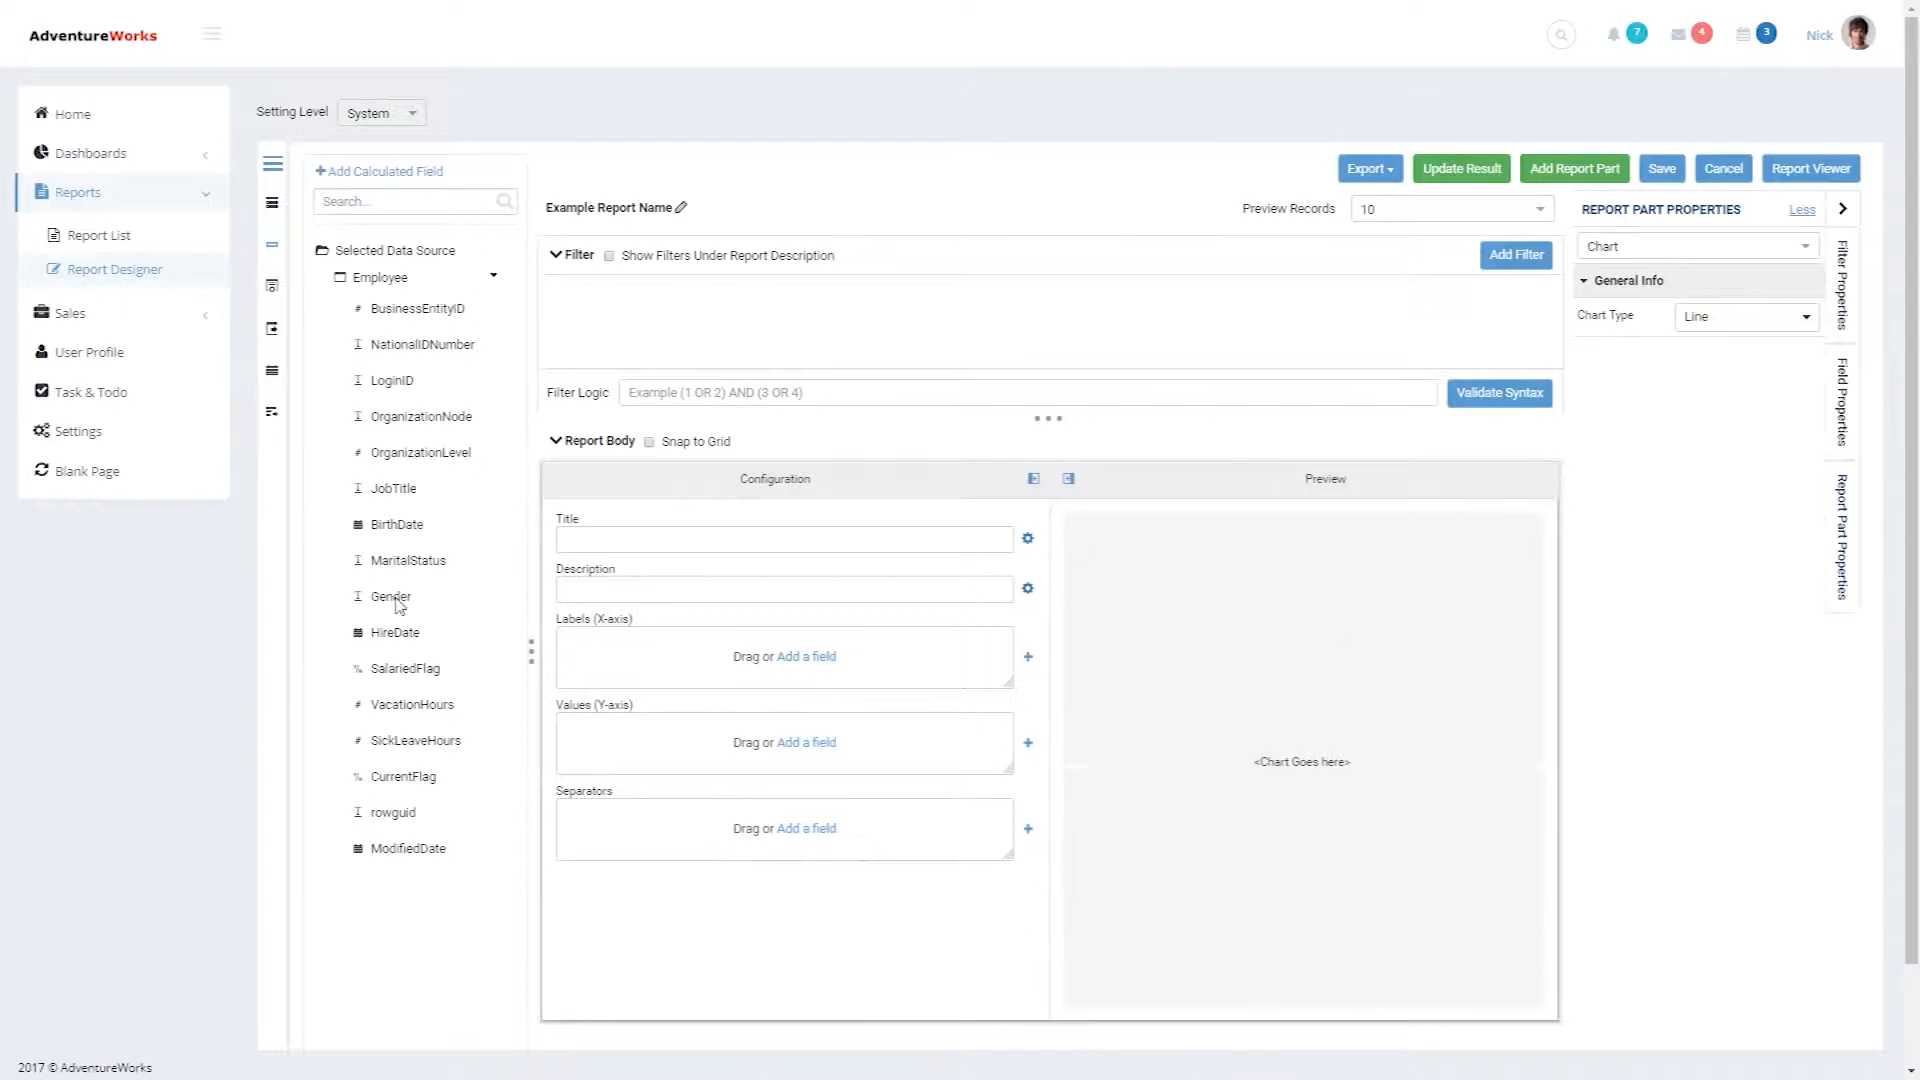 AdventureWorks
7
4
3
Nick
Home
Dashboards
Reports
Report List
Report Designer
Sales
User Profile
Task & Todo
Settings
Blank Page
Setting Level System
Add Calculated Field
Search...
Selected Data Source
Employee
# BusinessEntityID
NationalIDNumber
LoginID
OrganizationNode
# OrganizationLevel
JobTitle
BirthDate
MaritalStatus
Gender
HireDate
SalariedFlag
# VacationHours
# SickLeaveHours
CurrentFlag
rowguid
ModifiedDate
Export Update Result Add Report Part Save Cancel Report Viewer
Example Report Name
Preview Records 10
Filter Show Filters Under Report Description Add Filter
Filter Logic Example (1 OR 2) AND (3 OR 4) Validate Syntax
Report Body Snap to Grid
Configuration Preview
Title
Description
Labels (X-axis)
Drag or Add a field
Values (Y-axis)
Drag or Add a field
Separators
Drag or Add a field
<Chart Goes here>
REPORT PART PROPERTIES Less
Chart
General Info
Chart Type Line
Filter Properties
Field Properties
Report Part Properties
2017 © AdventureWorks